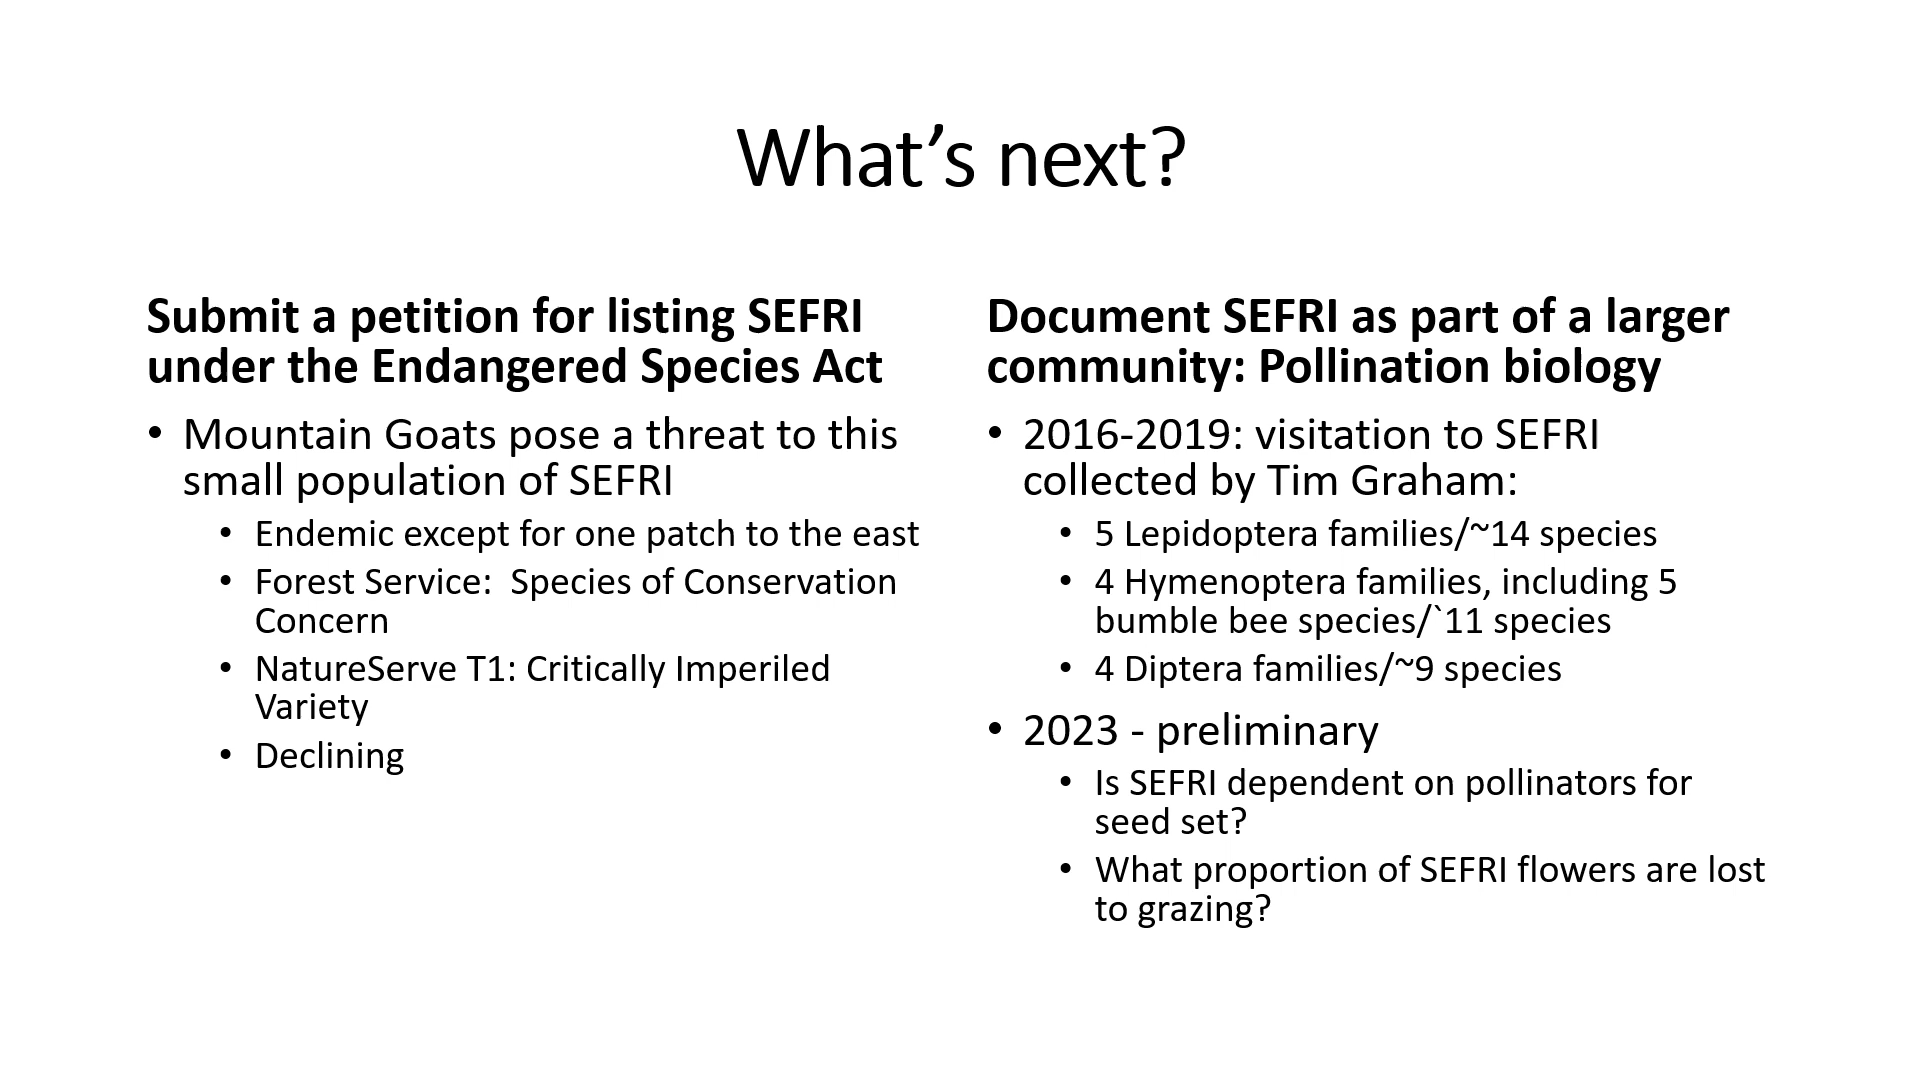 What’s next?
Submit a petition for listing SEFRI
under the Endangered Species Act
• Mountain Goats pose a threat to this
small population of SEFRI
• Endemic except for one patch to the east
• Forest Service:  Species of Conservation
Concern
• NatureServe T1: Critically Imperiled
Variety
• Declining
Document SEFRI as part of a larger
community: Pollination biology
• 2016-2019: visitation to SEFRI
collected by Tim Graham:
• 5 Lepidoptera families/~14 species
• 4 Hymenoptera families, including 5
bumble bee species/`11 species
• 4 Diptera families/~9 species
• 2023 - preliminary
• Is SEFRI dependent on pollinators for
seed set?
• What proportion of SEFRI flowers are lost
to grazing?